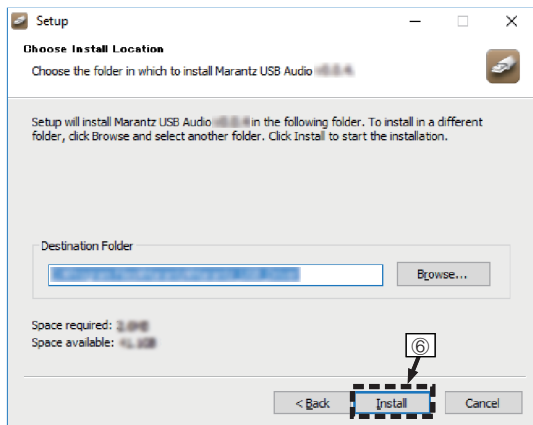 Setup
Choose Install Location
Choose the folder in which to install Marantz USB Audio
Setup will install Marantz USB Audio in the following folder. To install in a different
folder, click Browse and select another folder. Click Install to start the installation.
Destination Folder
Browse...
Space required:
Space available:
⑥
< Back Install Cancel